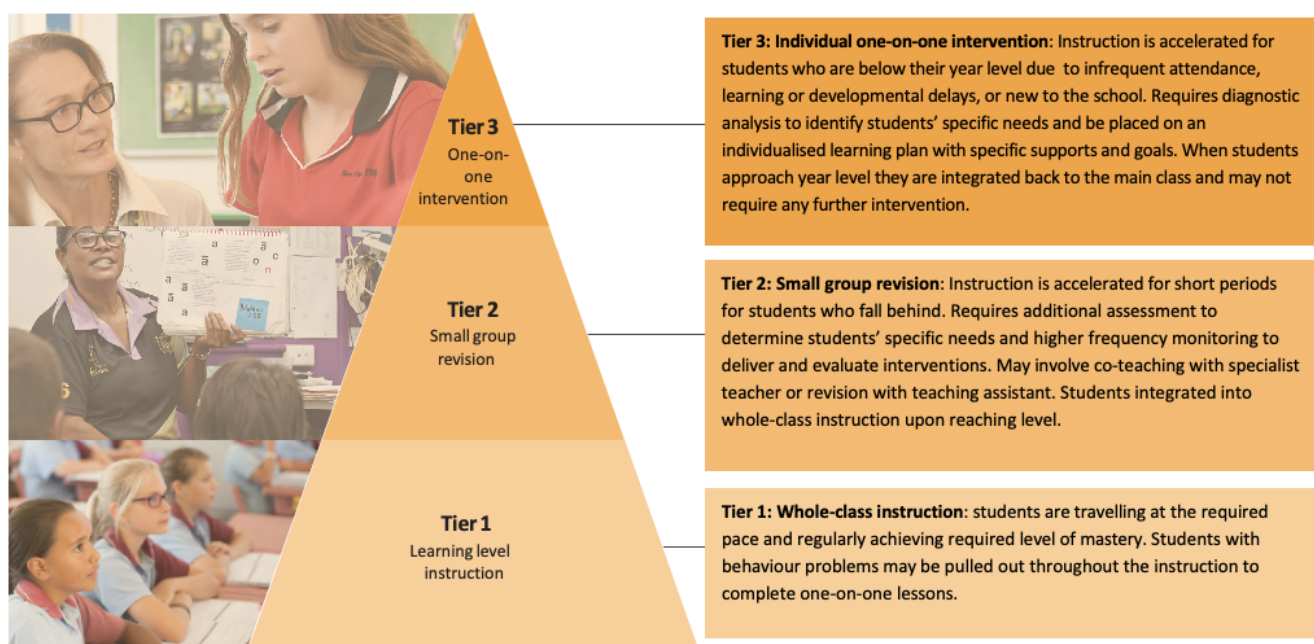 Tier 3
One-on-
one
intervention
Tier 3: Individual one-on-one intervention: Instruction is accelerated for
students who are below their year level due to infrequent attendance,
learning or developmental delays, or new to the school. Requires diagnostic
analysis to identify students' specific needs and be placed on an
individualised learning plan with specific supports and goals. When students
approach year level they are integrated back to the main class and may not
require any further intervention.
Tier 2
Small group
revision
Tier 2: Small group revision: Instruction is accelerated for short periods
for students who fall behind. Requires additional assessment to
determine students' specific needs and higher frequency monitoring to
deliver and evaluate interventions. May involve co-teaching with specialist
teacher or revision with teaching assistant. Students integrated into
whole-class instruction upon reaching level.
Tier 1
Learning level
instruction
Tier 1: Whole-class instruction: students are travelling at the required
pace and regularly achieving required level of mastery. Students with
behaviour problems may be pulled out throughout the instruction to
complete one-on-one lessons.